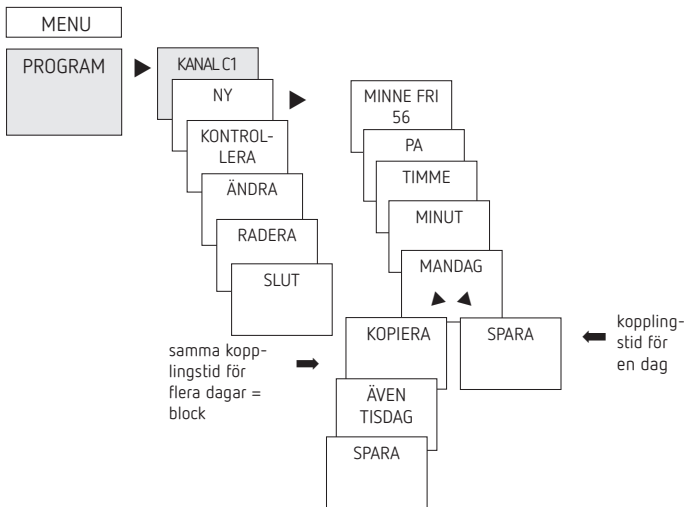 MENU
PROGRAM
KANAL C1
NY
KONTROL-
LERA
ÄNDRA
RADERA
SLUT
MINNE FRI
56
PA
TIMME
MINUT
MANDAG
KOPIERA
SPARA
kopplings-
tid för
en dag
samma kopp-
lingstid för
flera dagar =
block
ÄVEN
TISDAG
SPARA